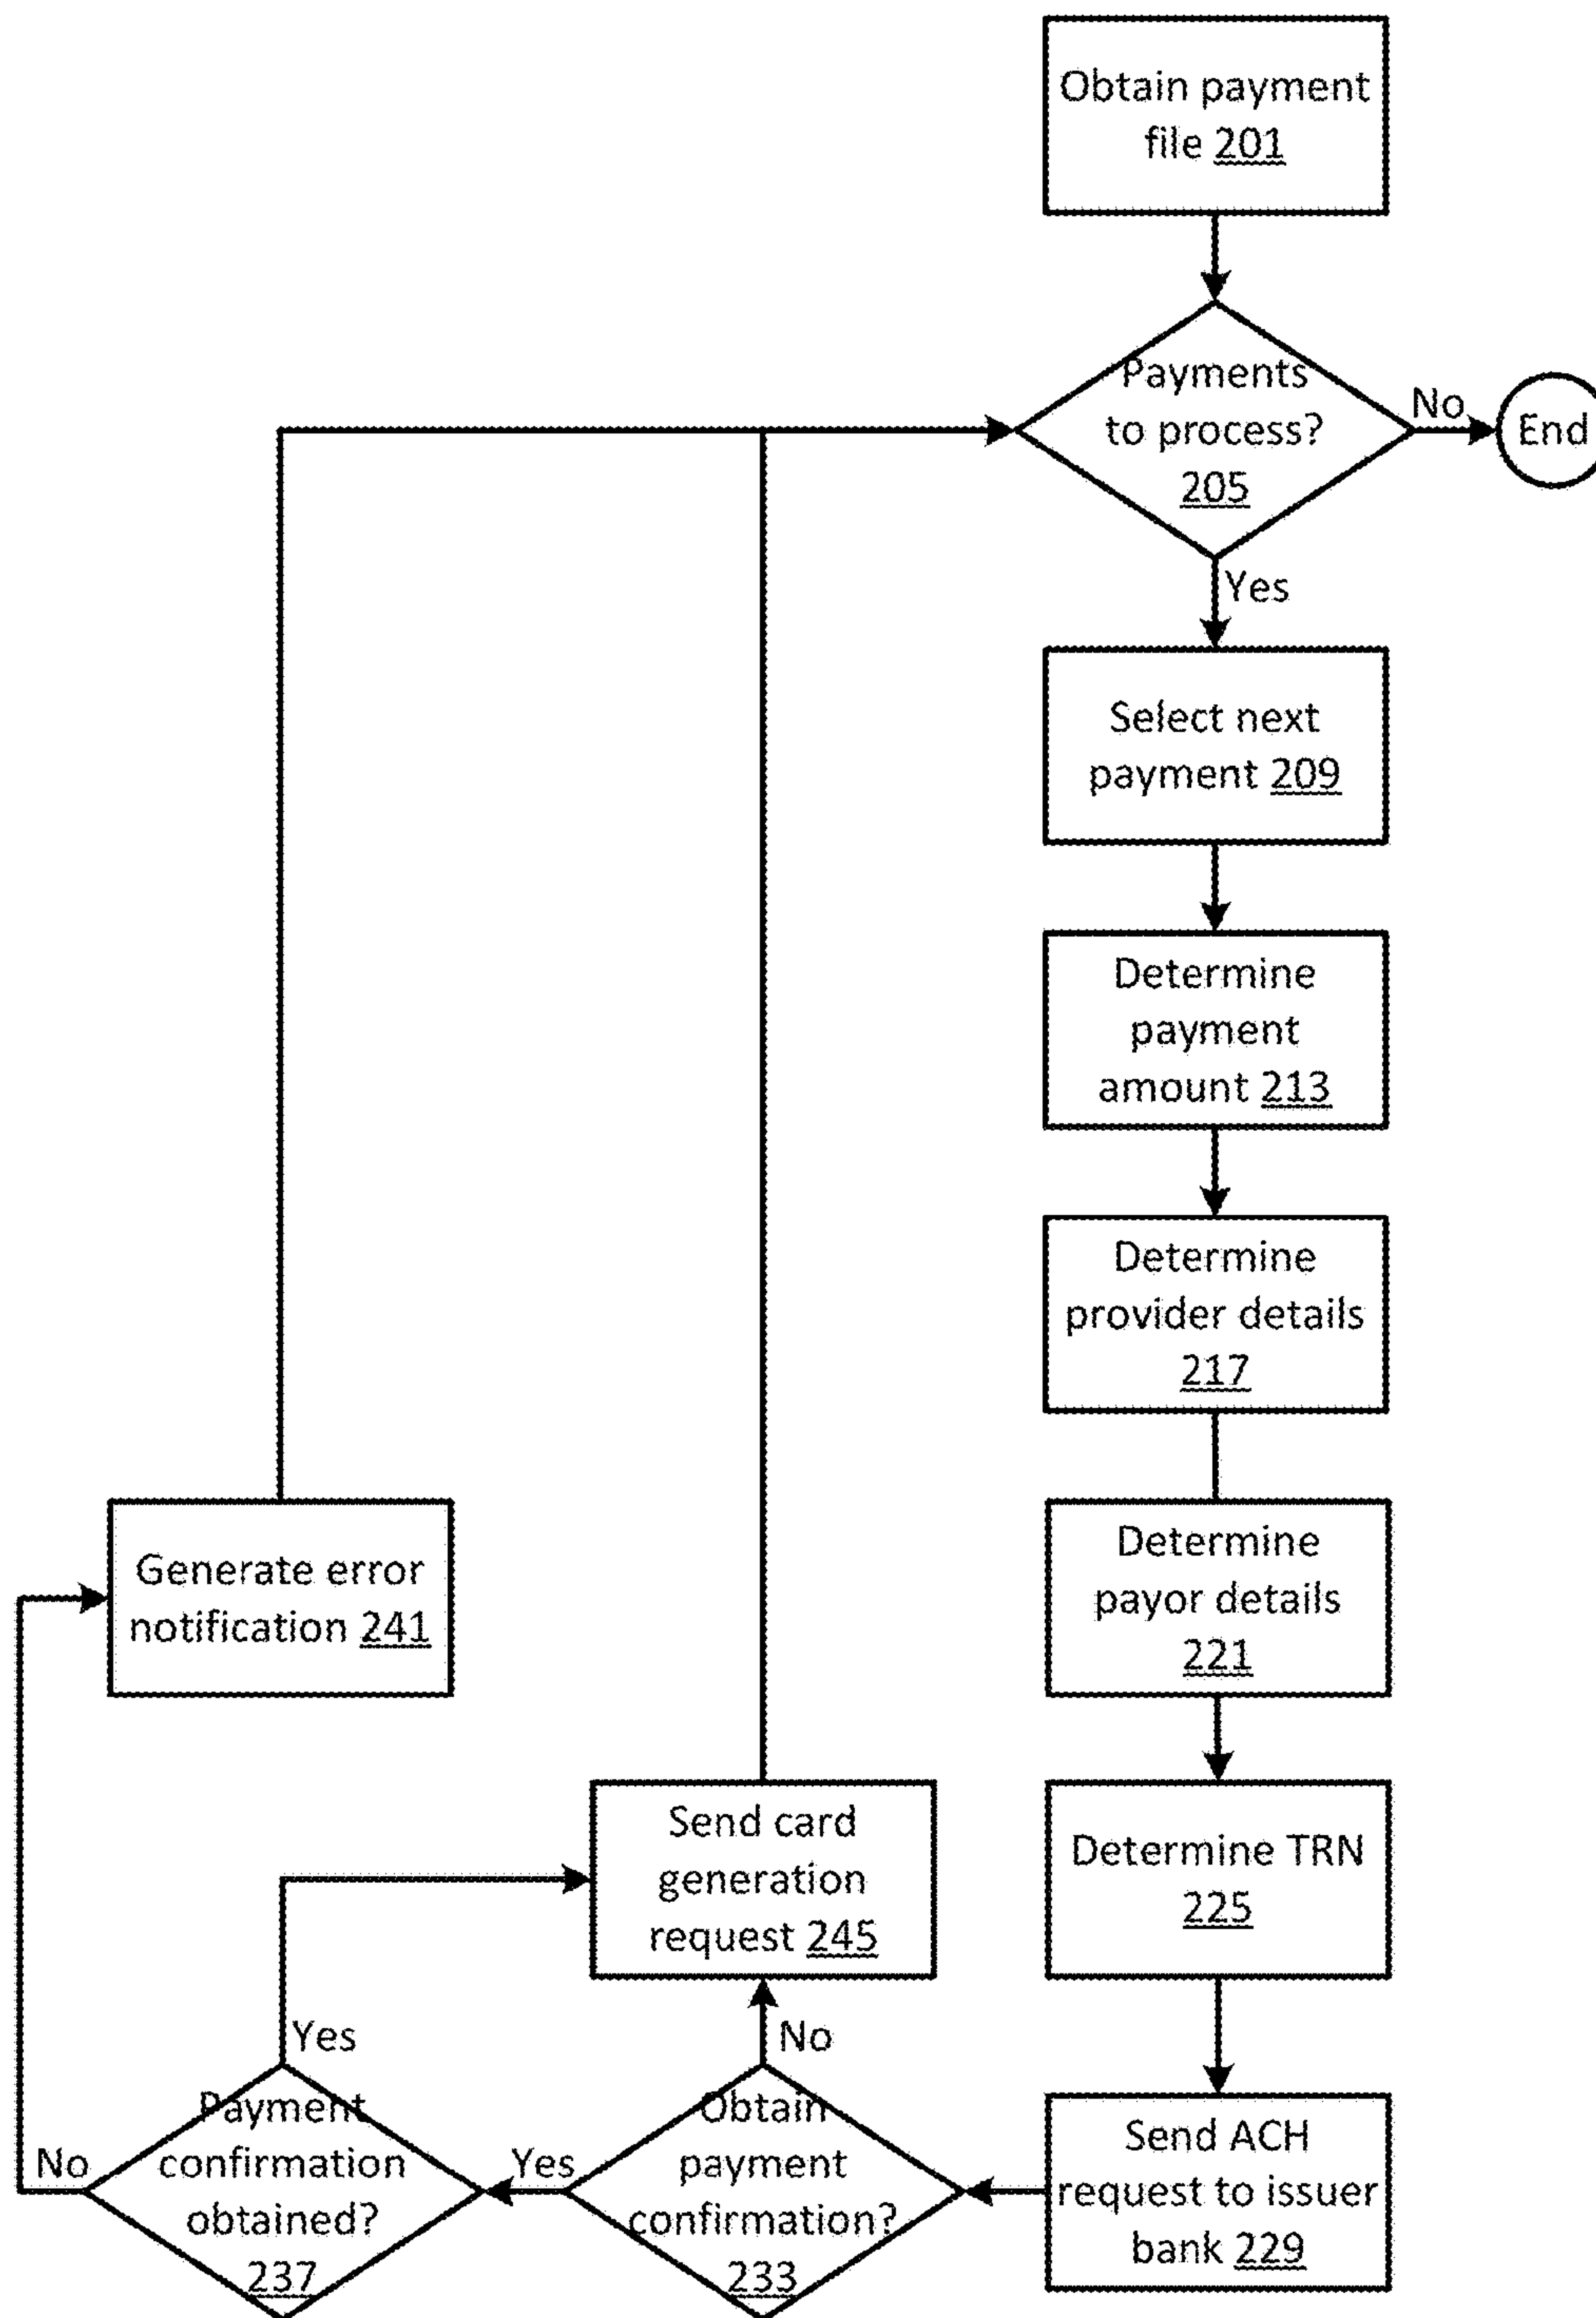 Obtain payment
file 201
Payments
to process?
205
No
End
Yes
Select next
payment 209
Determine
payment
amount 213
Determine
provider details
217
Determine
payor details
221
Generate error
notification 241
Send card
generation
request 245
Determine TRN
225
Yes
No
Payment
confirmation
obtained?
237
No
Yes
Obtain
payment
confirmation?
233
Send ACH
request to issuer
bank 229